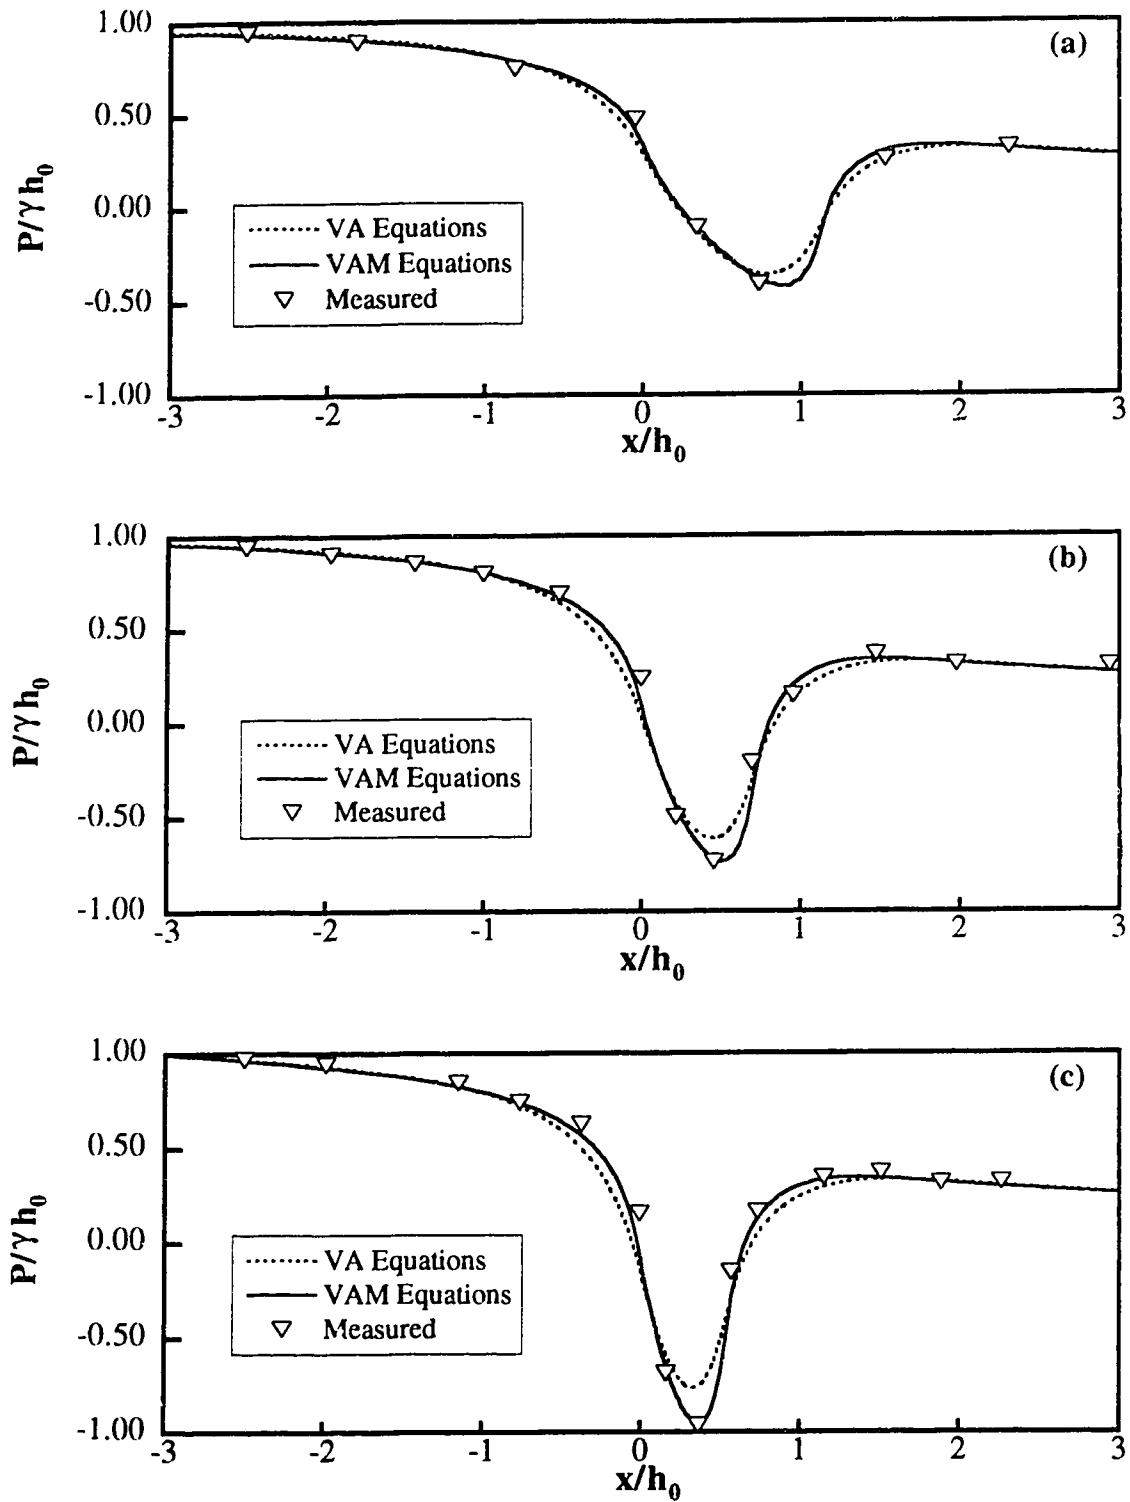 1.00
(a)
0.50
P/γh₀
0.00
VA Equations
VAM Equations
-0.50
Measured
-1.00
-3 -2 -1 0 1 2 3
x/h₀
1.00
(b)
0.50
P/γh₀
0.00
VA Equations
VAM Equations
-0.50
Measured
-1.00
-3 -2 -1 0 1 2 3
x/h₀
1.00
(c)
0.50
P/γh₀
0.00
VA Equations
VAM Equations
-0.50
Measured
-1.00
-3 -2 -1 0 1 2 3
x/h₀